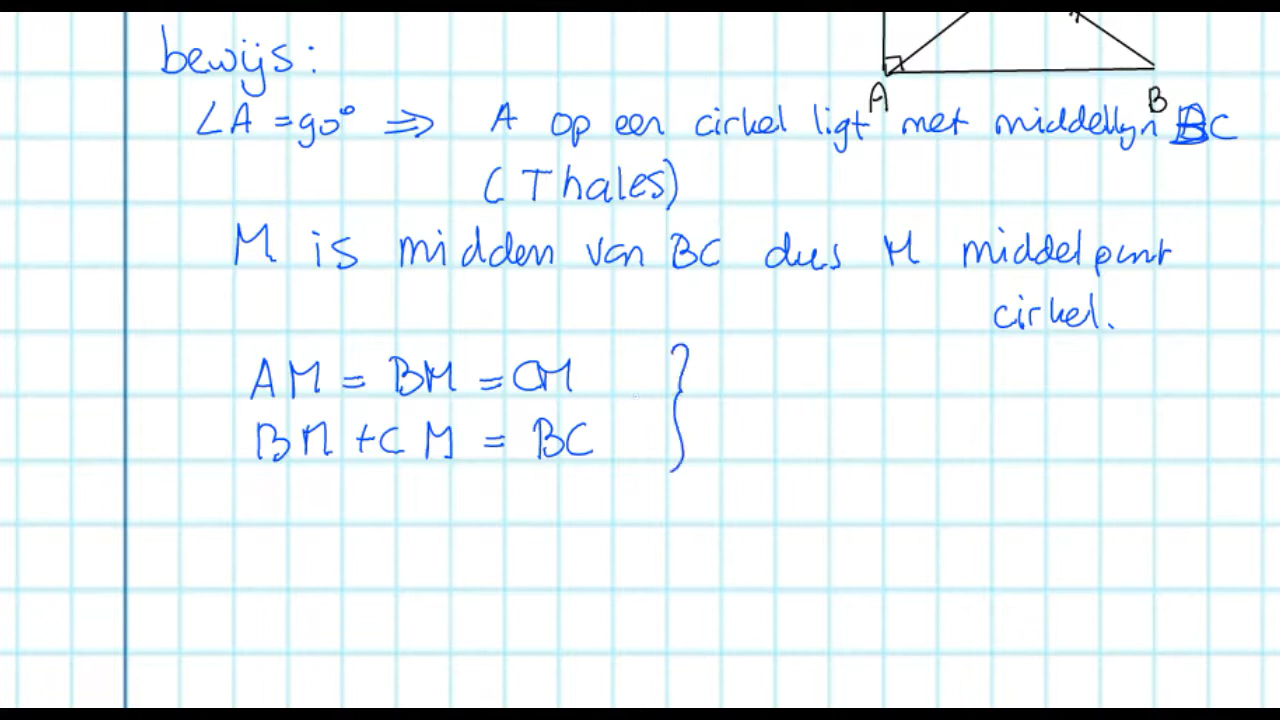 bewijs:
A B
∠A = 90° ⇒ A op een cirkel ligt met middellyn BC
(Thales)
M is midden van BC dus M middelpunt
cirkel.
AM = BM = CM }
BM + CM = BC